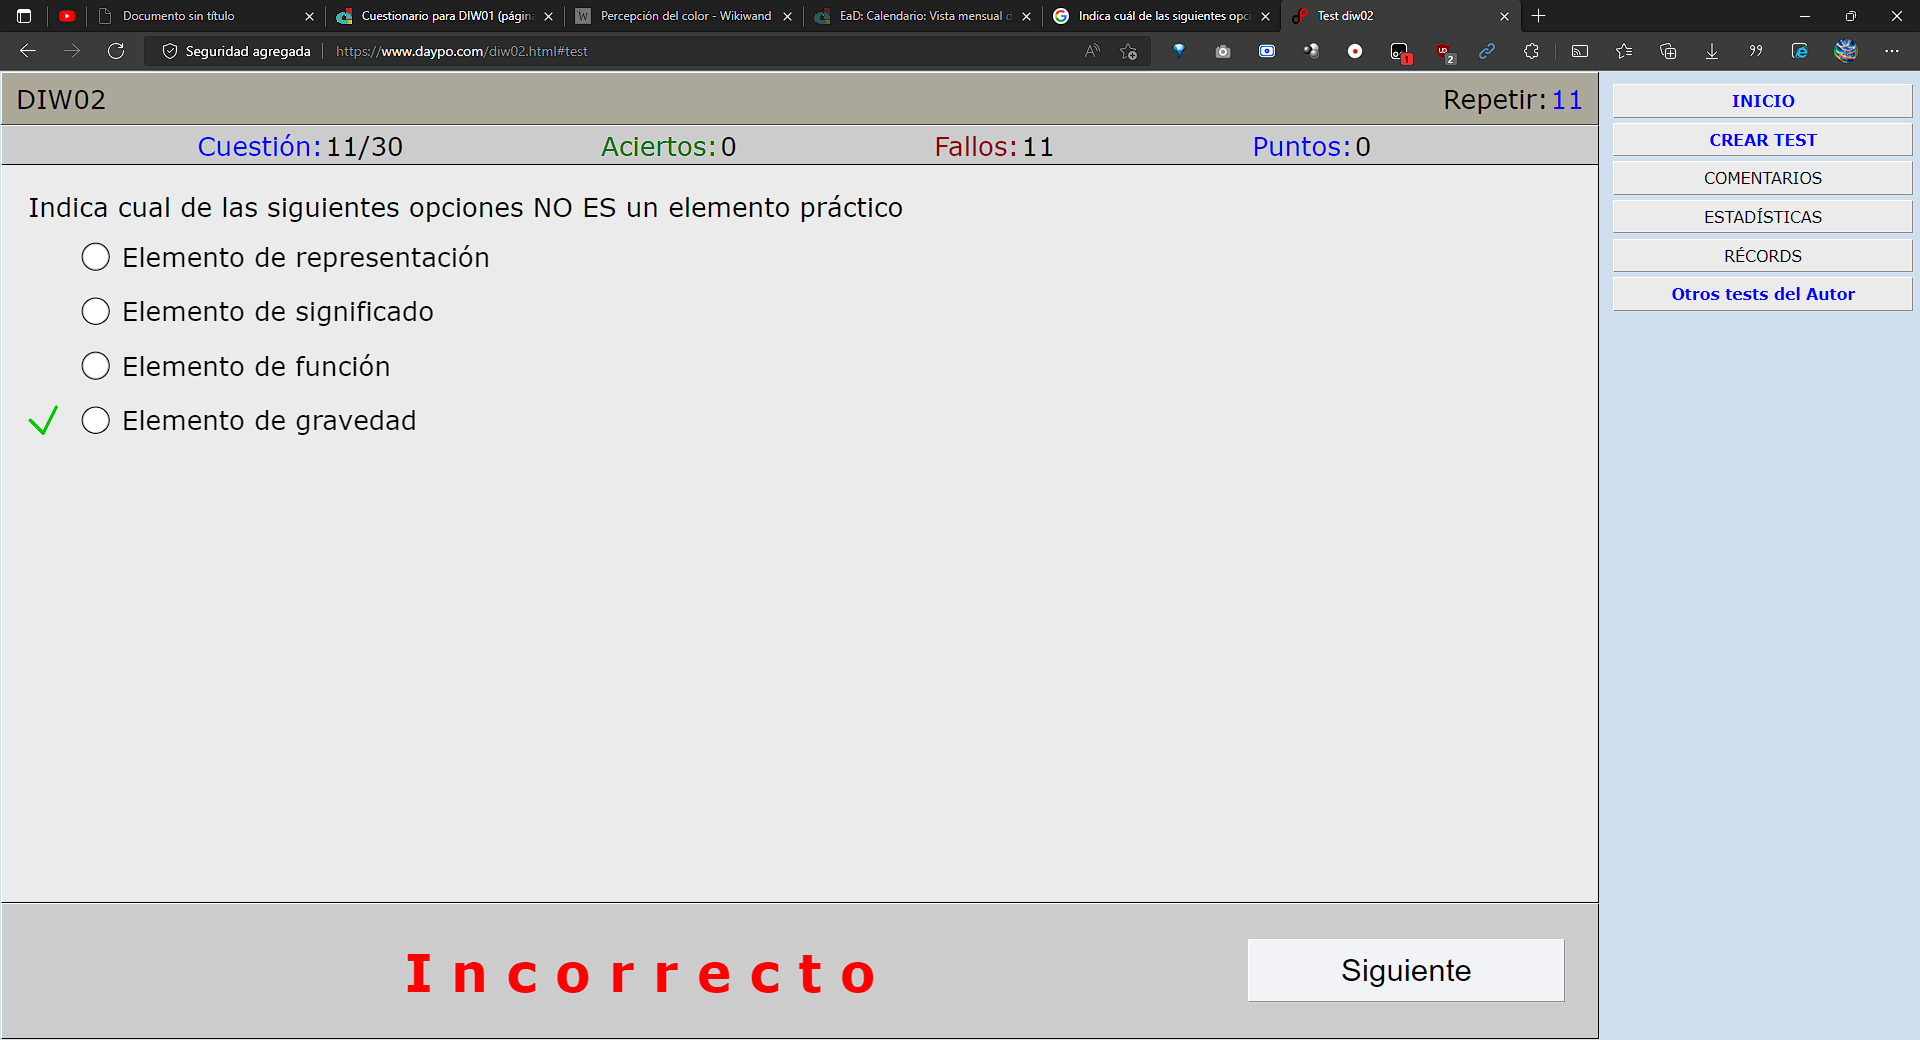 Documento sin título
Cuestionario para DIW01 (página
Percepción del color - Wikiwand
EaD: Calendario: Vista mensual d
Indica cuál de las siguientes opc
Test diw02
Seguridad agregada
https://www.daypo.com/diw02.html#test
DIW02
Repetir: 11
Cuestión: 11/30
Aciertos: 0
Fallos: 11
Puntos: 0
Indica cual de las siguientes opciones NO ES un elemento práctico
Elemento de representación
Elemento de significado
Elemento de función
Elemento de gravedad
Incorrecto
Siguiente
INICIO
CREAR TEST
COMENTARIOS
ESTADÍSTICAS
RÉCORDS
Otros tests del Autor